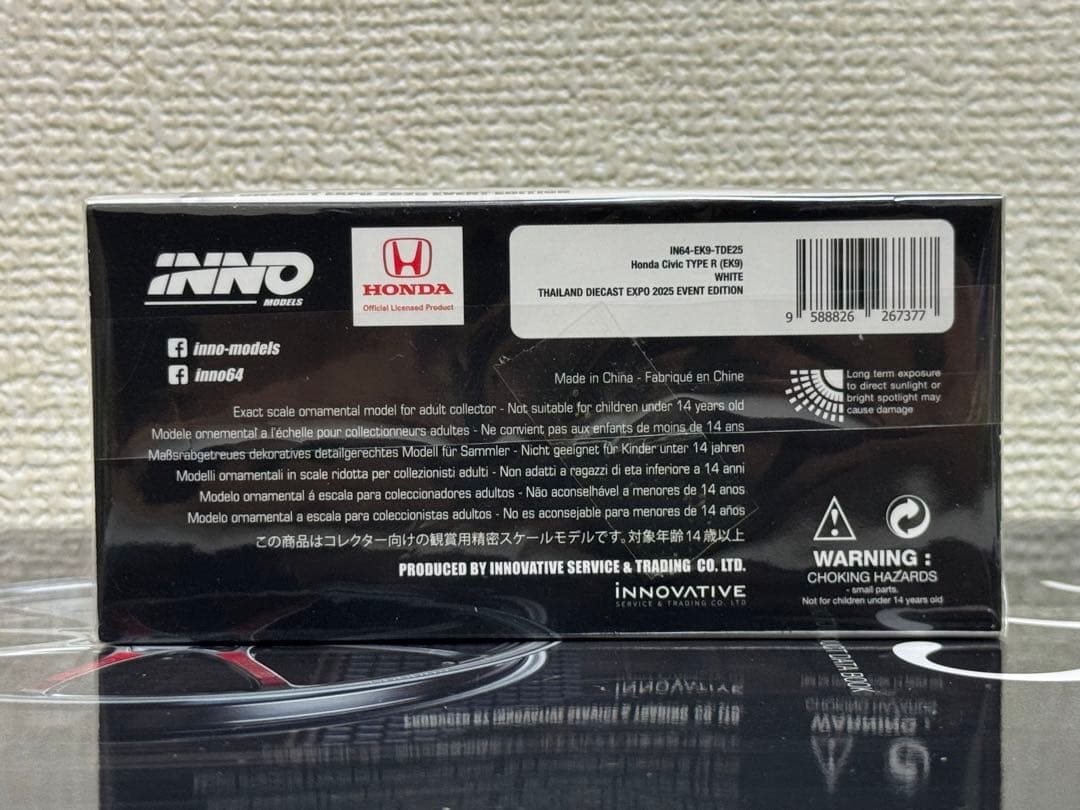 INNO
MODELS
HONDA
Official Licensed Product
IN64-EK9-TDE25
Honda Civic TYPE R (EK9)
WHITE
THAILAND DIECAST EXPO 2025 EVENT EDITION
9 588826 267377
inno-models
inno64
Made in China - Fabriqué en Chine
Long term exposure
to direct sunlight or
bright spotlight may
cause damage
Exact scale ornamental model for adult collector - Not suitable for children under 14 years old
Modele ornemental a l'échelle pour collectionneurs adultes - Ne convient pas aux enfants de moins de 14 ans
Maßsrabgetreues dekoratives detailgerechtes Modell für Sammler - Nicht geeignet für Kinder unter 14 jahren
Modelli ornamentali in scale ridotta per collezionisti adulti - Non adatti a ragazzi di eta inferiore a 14 anni
Modelo ornamental á escala para coleccionadores adultos - Não aconselhável a menores de 14 anos
Modelo ornamental a escala para coleccionistas adultos - No es aconsejable para menores de 14 años
この商品はコレクター向けの観賞用精密スケールモデルです。対象年齢14歳以上
PRODUCED BY INNOVATIVE SERVICE & TRADING CO. LTD.
INNOVATIVE
SERVICE & TRADING CO. LTD
WARNING :
CHOKING HAZARDS
- small parts.
Not for children under 14 years old
DATA BOOK